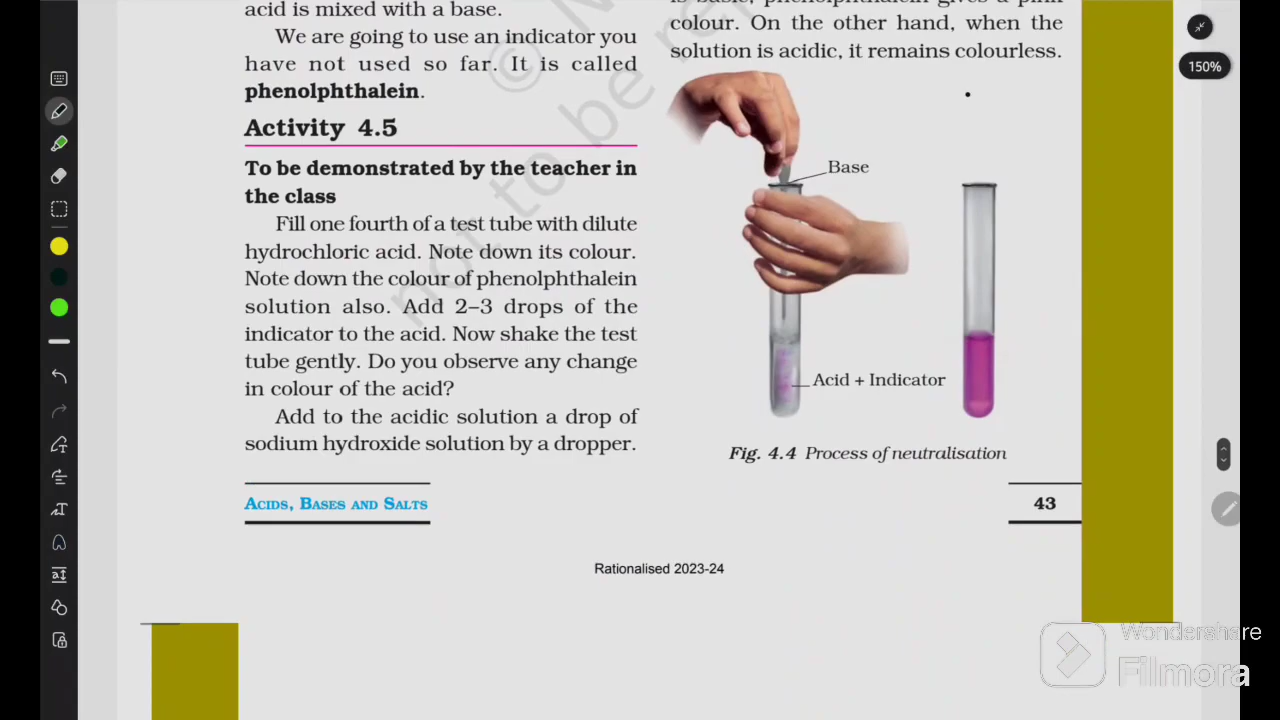 acid is mixed with a base.
We are going to use an indicator you
have not used so far. It is called
phenolphthalein.
Activity 4.5
To be demonstrated by the teacher in
the class
Fill one fourth of a test tube with dilute
hydrochloric acid. Note down its colour.
Note down the colour of phenolphthalein
solution also. Add 2–3 drops of the
indicator to the acid. Now shake the test
tube gently. Do you observe any change
in colour of the acid?
Add to the acidic solution a drop of
sodium hydroxide solution by a dropper.
is basic, phenolphthalein gives a pink
colour. On the other hand, when the
solution is acidic, it remains colourless.
Base
Acid + Indicator
Fig. 4.4 Process of neutralisation
ACIDS, BASES AND SALTS
43
Rationalised 2023-24
not to be re
150%
Wondershare
Filmora